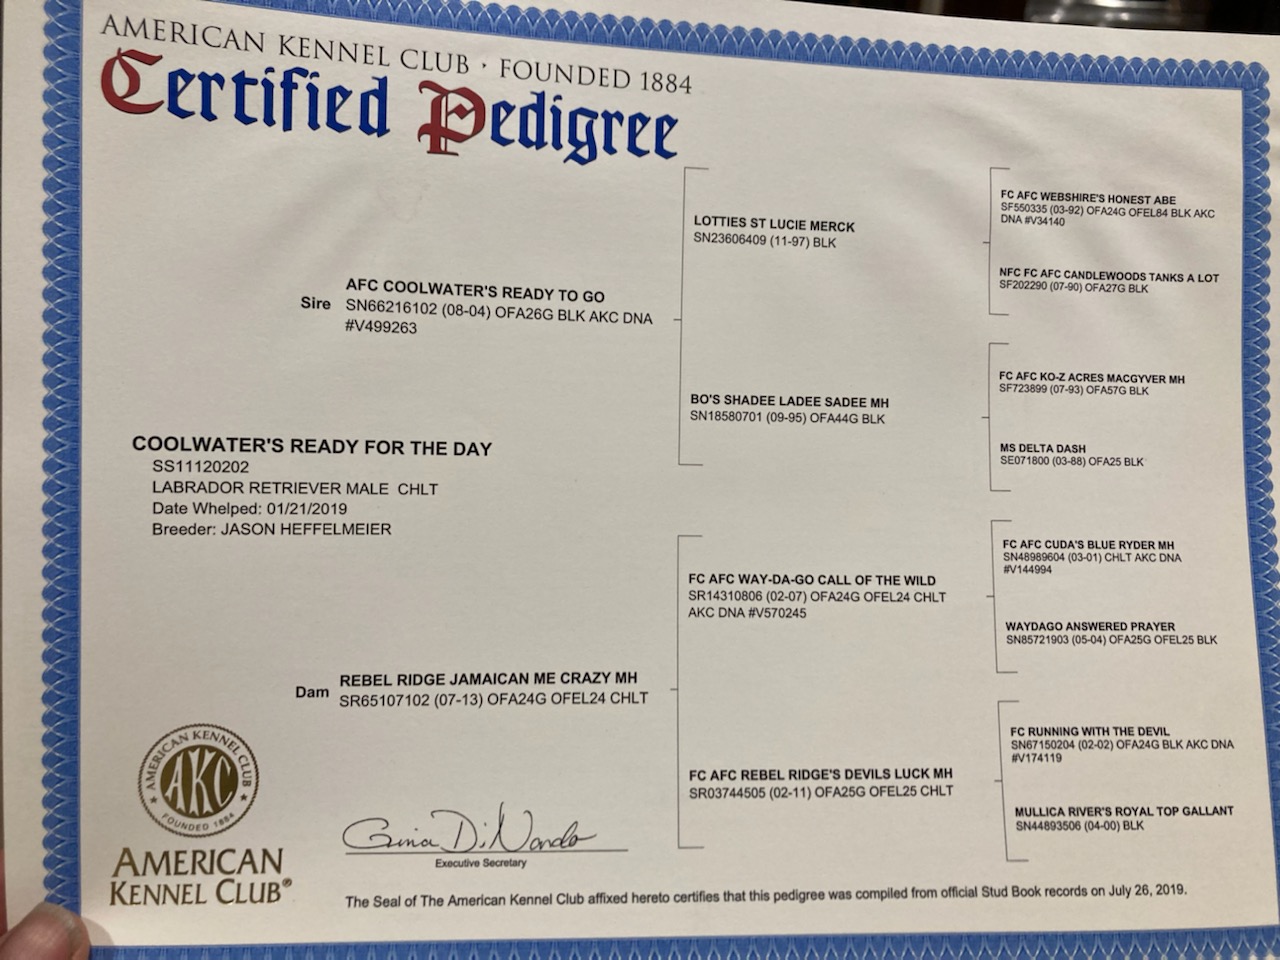 AMERICAN KENNEL CLUB · FOUNDED 1884
Certified Pedigree
FC AFC WEBSHIRE'S HONEST ABE
SF550335 (03-92) OFA24G OFEL84 BLK AKC
DNA #V34140
LOTTIES ST LUCIE MERCK
SN23606409 (11-97) BLK
NFC FC AFC CANDLEWOODS TANKS A LOT
SF202290 (07-90) OFA27G BLK
Sire
AFC COOLWATER'S READY TO GO
SN66216102 (08-04) OFA26G BLK AKC DNA
#V499263
FC AFC KO-Z ACRES MACGYVER MH
SF723899 (07-93) OFA57G BLK
BO'S SHADEE LADEE SADEE MH
SN18580701 (09-95) OFA44G BLK
MS DELTA DASH
SE071800 (03-88) OFA25 BLK
COOLWATER'S READY FOR THE DAY
SS11120202
LABRADOR RETRIEVER MALE CHLT
Date Whelped: 01/21/2019
Breeder: JASON HEFFELMEIER
FC AFC CUDA'S BLUE RYDER MH
SN48989604 (03-01) CHLT AKC DNA
#V144994
FC AFC WAY-DA-GO CALL OF THE WILD
SR14310806 (02-07) OFA24G OFEL24 CHLT
AKC DNA #V570245
WAYDAGO ANSWERED PRAYER
SN85721903 (05-04) OFA25G OFEL25 BLK
Dam
REBEL RIDGE JAMAICAN ME CRAZY MH
SR65107102 (07-13) OFA24G OFEL24 CHLT
FC RUNNING WITH THE DEVIL
SN67150204 (02-02) OFA24G BLK AKC DNA
#V174119
FC AFC REBEL RIDGE'S DEVILS LUCK MH
SR03744505 (02-11) OFA25G OFEL25 CHLT
MULLICA RIVER'S ROYAL TOP GALLANT
SN44893506 (04-00) BLK
AMERICAN KENNEL CLUB
AKC
FOUNDED 1884
AMERICAN
KENNEL CLUB®
Gina DiNardo
Executive Secretary
The Seal of The American Kennel Club affixed hereto certifies that this pedigree was compiled from official Stud Book records on July 26, 2019.